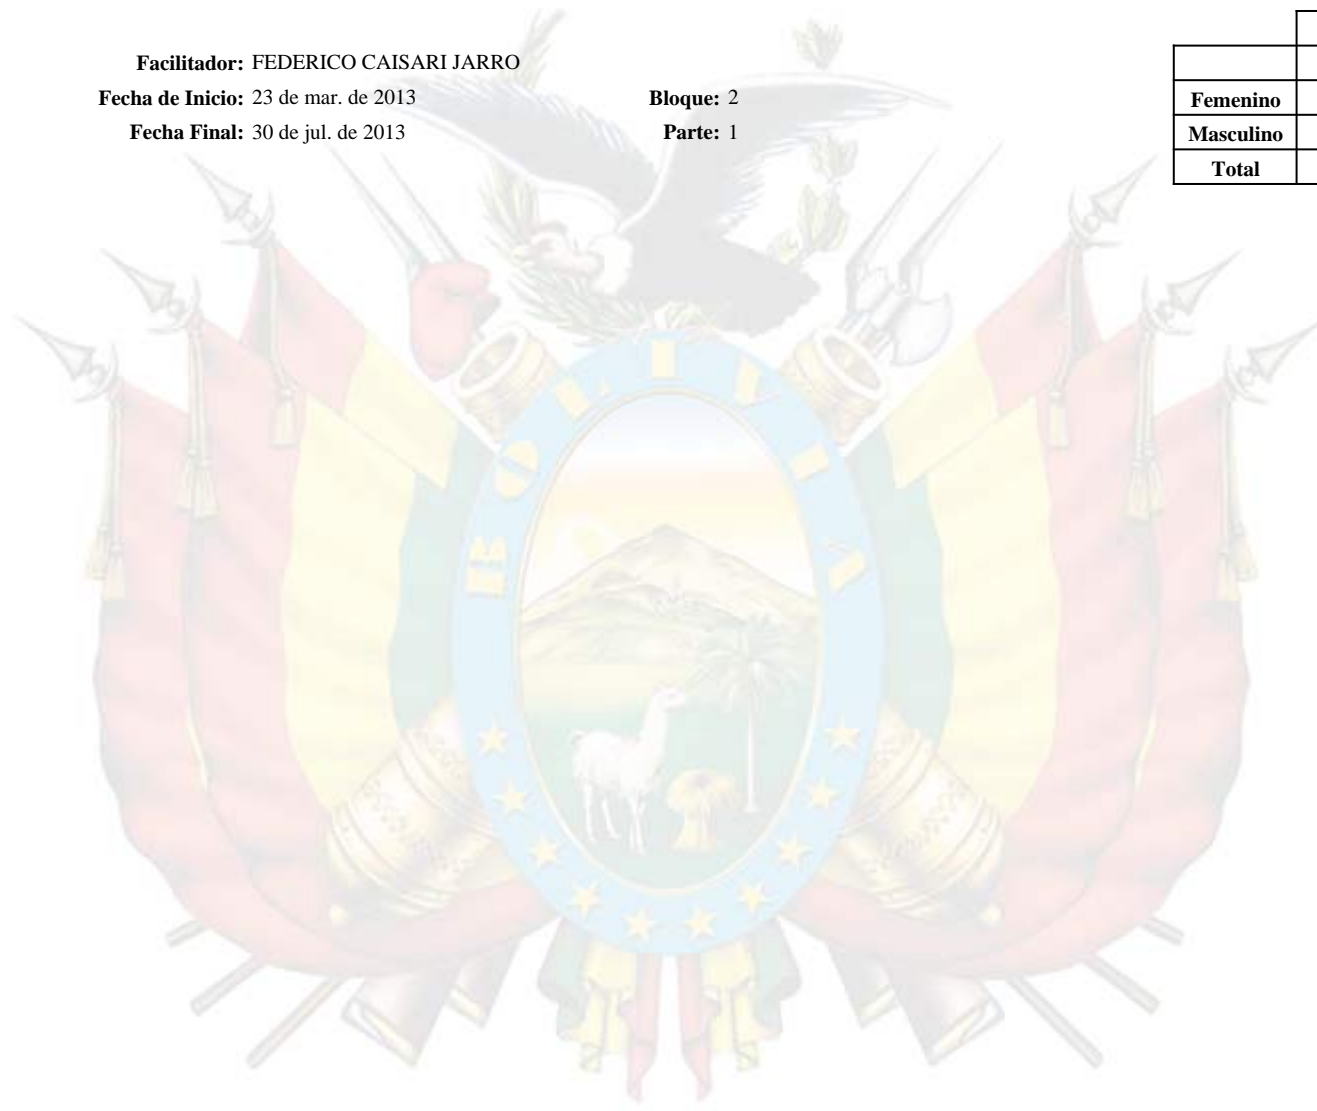 Facilitador: FEDERICO CAISARI JARRO
Fecha de Inicio: 23 de mar. de 2013 Bloque: 2
Fecha Final: 30 de jul. de 2013 Parte: 1
Femenino
Masculino
Total
BOLIVIA